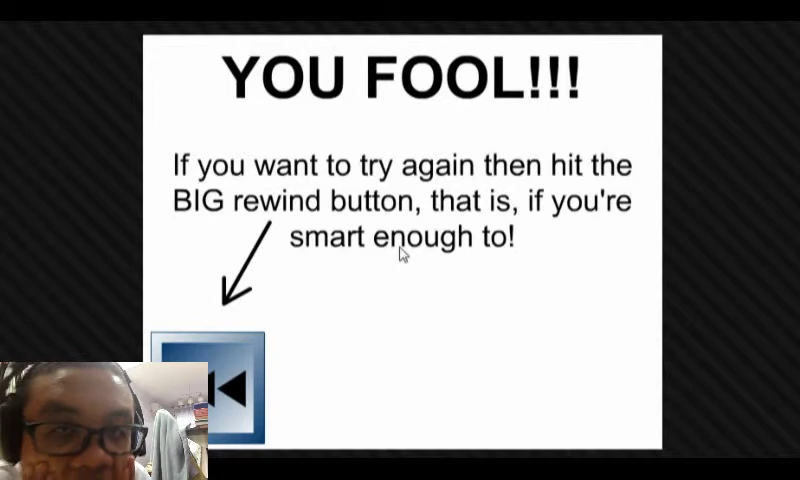 YOU FOOL!!!
If you want to try again then hit the
BIG rewind button, that is, if you're
smart enough to!